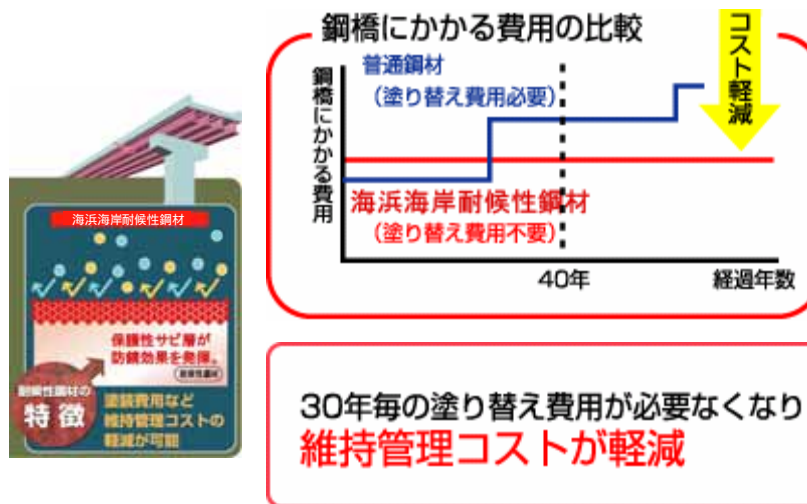 鋼橋にかかる費用の比較
コスト軽減
鋼橋にかかる費用
普通鋼材
（塗り替え費用必要）
海浜海岸耐候性鋼材
（塗り替え費用不要）
40年
経過年数
海浜海岸耐候性鋼材
保護性サビ層が
防錆効果を発揮。
耐候性鋼材の
特徴
塗装費用など
維持管理コストの
軽減が可能
30年毎の塗り替え費用が必要なくなり
維持管理コストが軽減